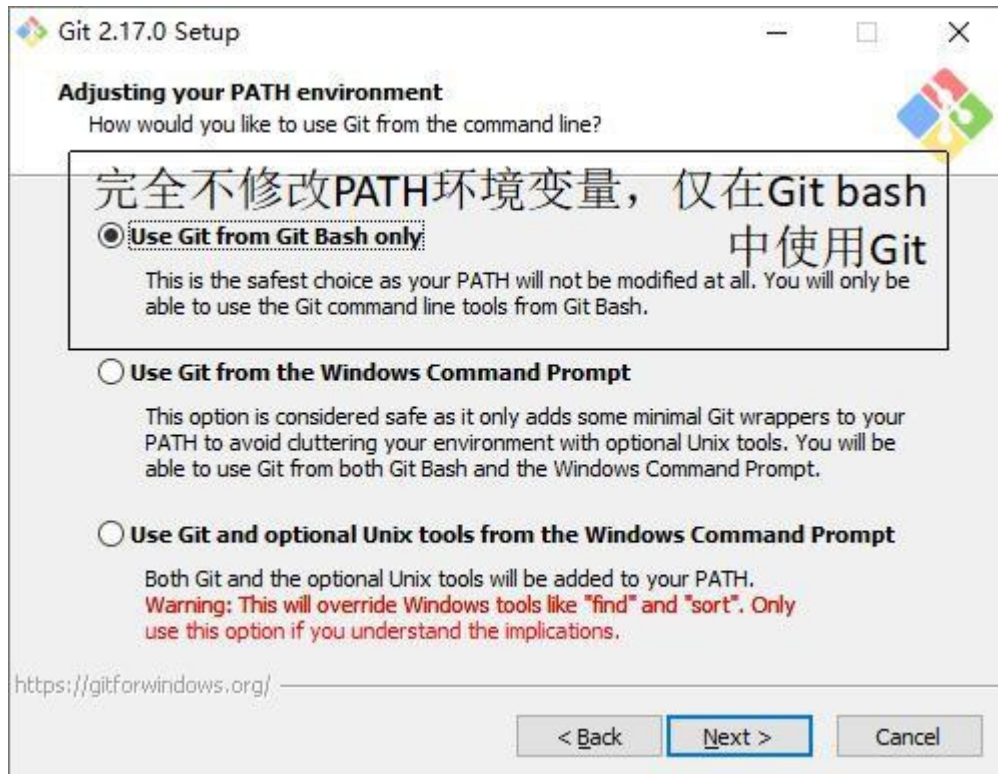 Git 2.17.0 Setup
Adjusting your PATH environment
How would you like to use Git from the command line?
完全不修改PATH环境变量，仅在Git bash
中使用Git
Use Git from Git Bash only
This is the safest choice as your PATH will not be modified at all. You will only be
able to use the Git command line tools from Git Bash.
Use Git from the Windows Command Prompt
This option is considered safe as it only adds some minimal Git wrappers to your
PATH to avoid cluttering your environment with optional Unix tools. You will be
able to use Git from both Git Bash and the Windows Command Prompt.
Use Git and optional Unix tools from the Windows Command Prompt
Both Git and the optional Unix tools will be added to your PATH.
Warning: This will override Windows tools like "find" and "sort". Only
use this option if you understand the implications.
https://gitforwindows.org/
< Back
Next >
Cancel